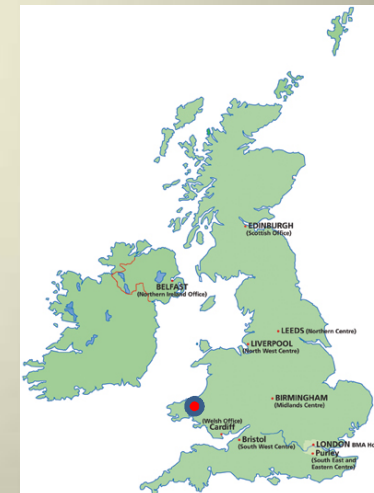 EDINBURGH
(Scottish Office)
BELFAST
(Northern Ireland Office)
LEEDS (Northern Centre)
LIVERPOOL
(North West Centre)
BIRMINGHAM
(Midlands Centre)
(Welsh Office)
Cardiff
Bristol
(South West Centre)
LONDON BMA Ho
Purley
(South East and
Eastern Centre)